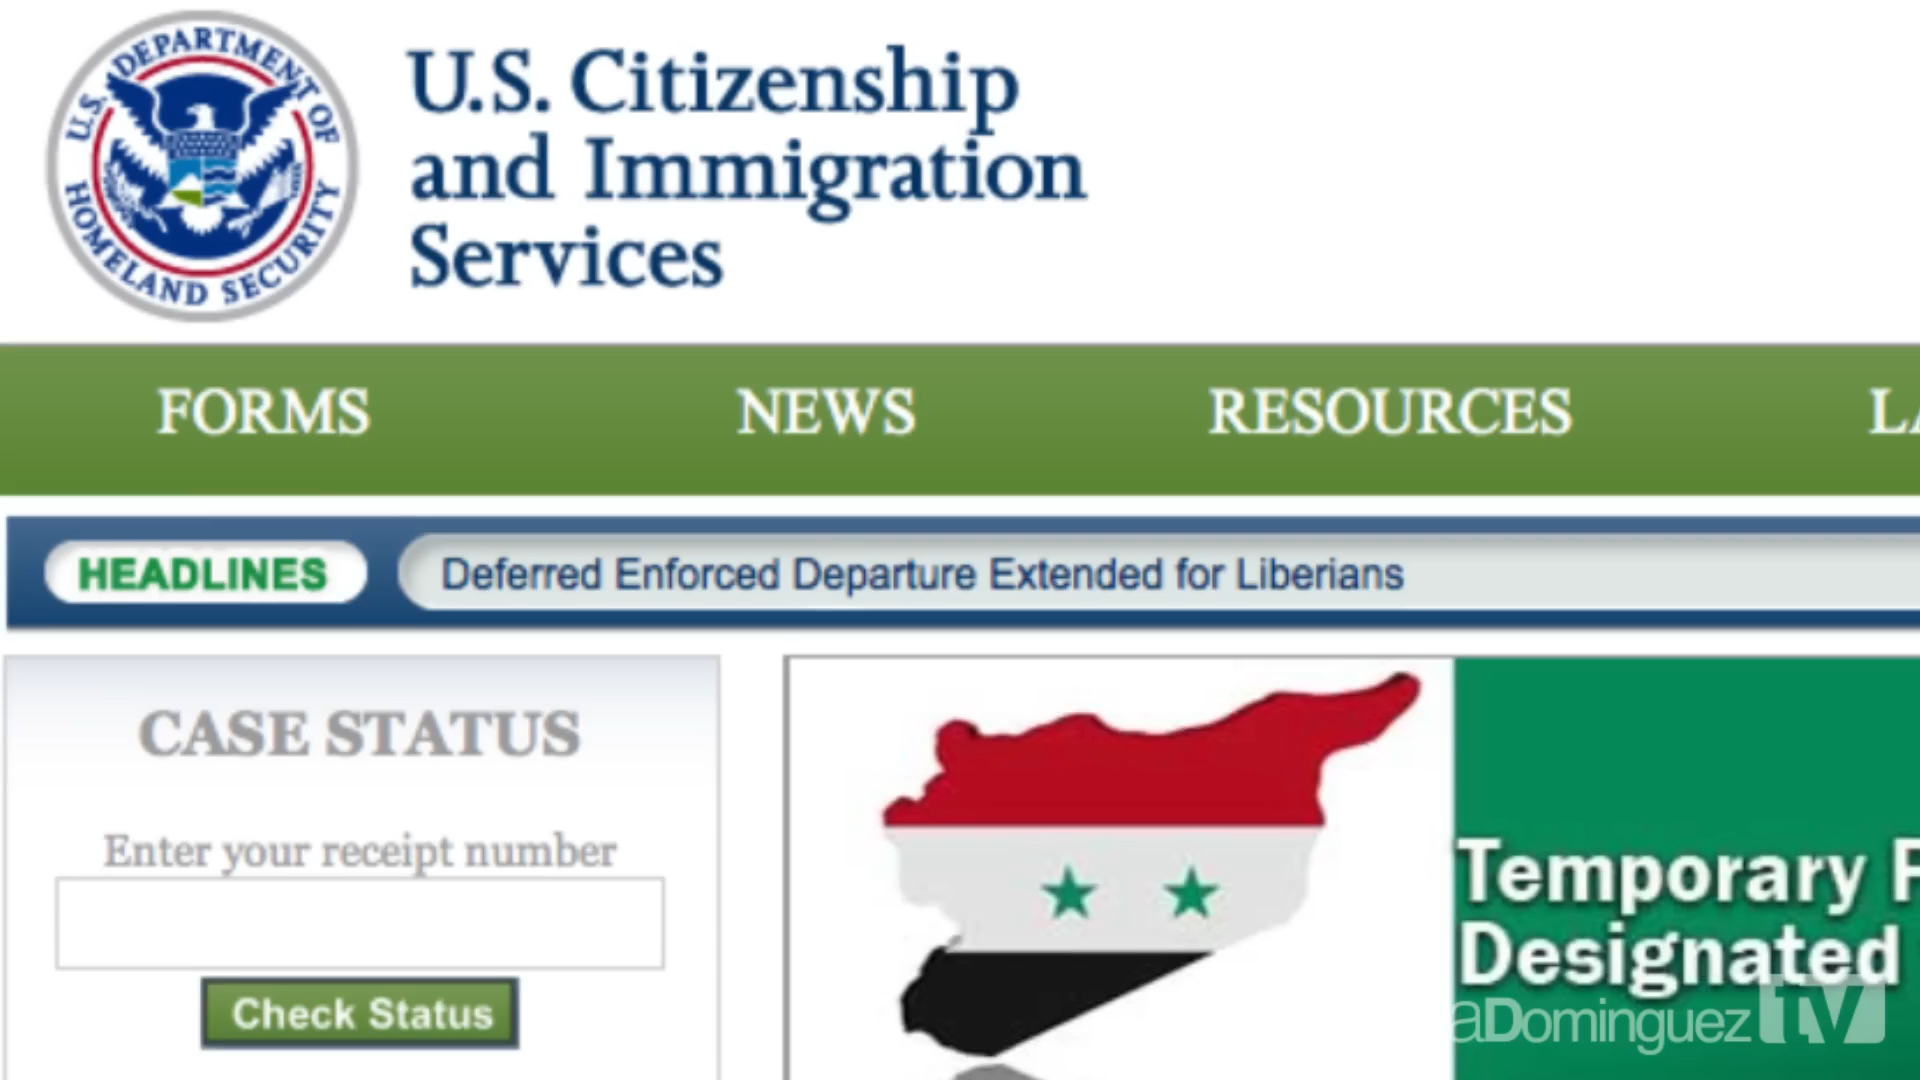 U.S. DEPARTMENT OF
HOMELAND SECURITY
U.S. Citizenship
and Immigration
Services
FORMS
NEWS
RESOURCES
HEADLINES
Deferred Enforced Departure Extended for Liberians
CASE STATUS
Enter your receipt number
Check Status
Temporary
Designated
aDominguez tv